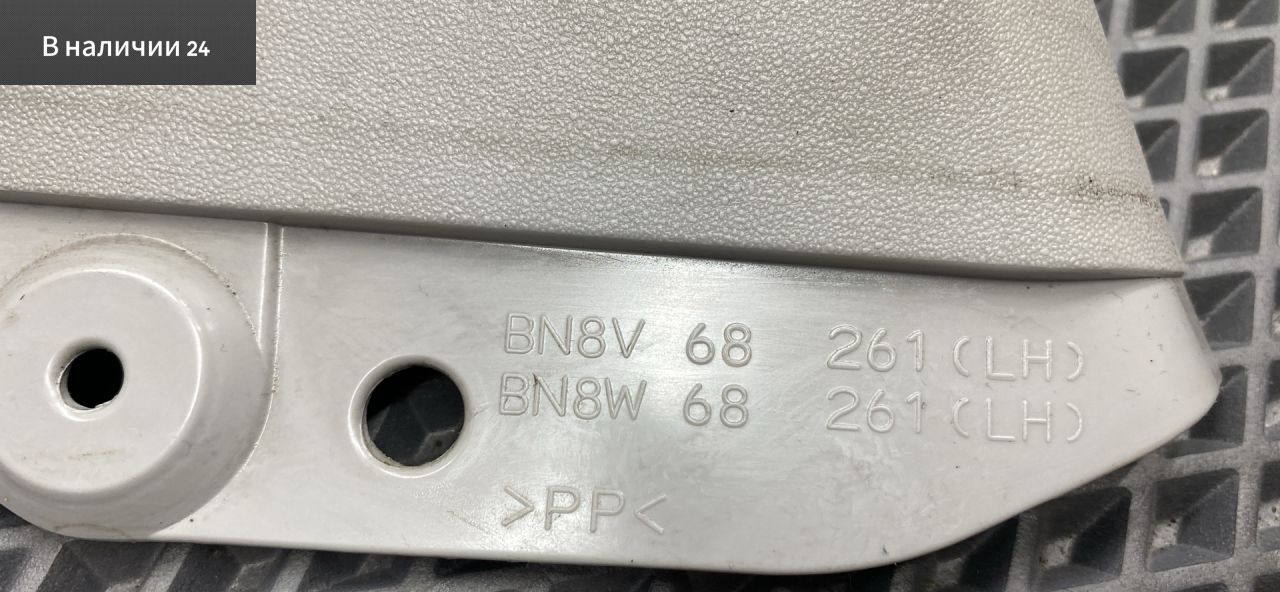 В наличии 24
BN8V 68 261(LH)
BN8W 68 261(LH)
>PP<